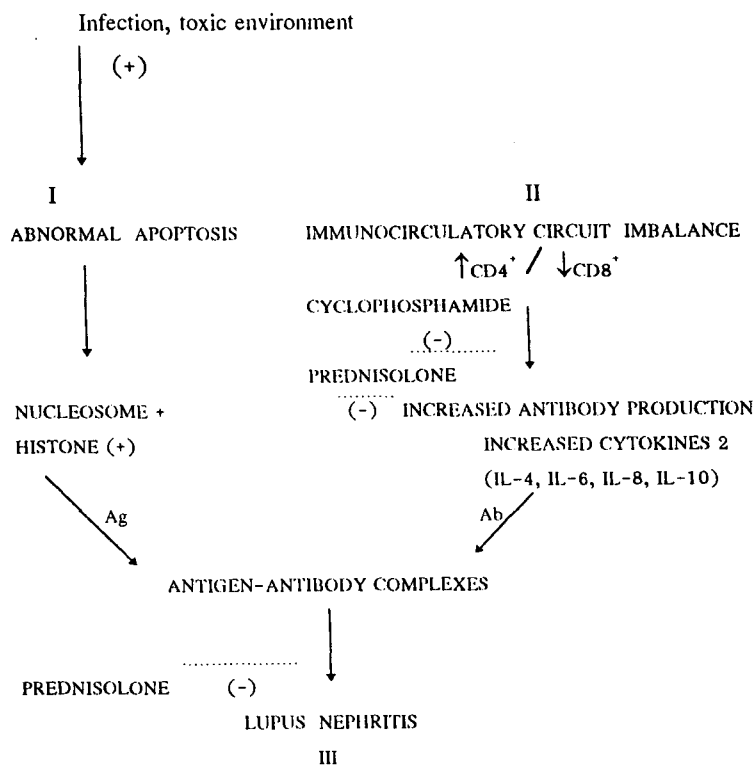 Infection, toxic environment
(+)
I
II
ABNORMAL APOPTOSIS
IMMUNOCIRCULATORY CIRCUIT IMBALANCE
↑CD4+ / ↓CD8+
CYCLOPHOSPHAMIDE
(-)
PREDNISOLONE
(-)
INCREASED ANTIBODY PRODUCTION
INCREASED CYTOKINES 2
(IL-4, IL-6, IL-8, IL-10)
NUCLEOSOME +
HISTONE (+)
Ag
Ab
ANTIGEN-ANTIBODY COMPLEXES
PREDNISOLONE
(-)
LUPUS NEPHRITIS
III